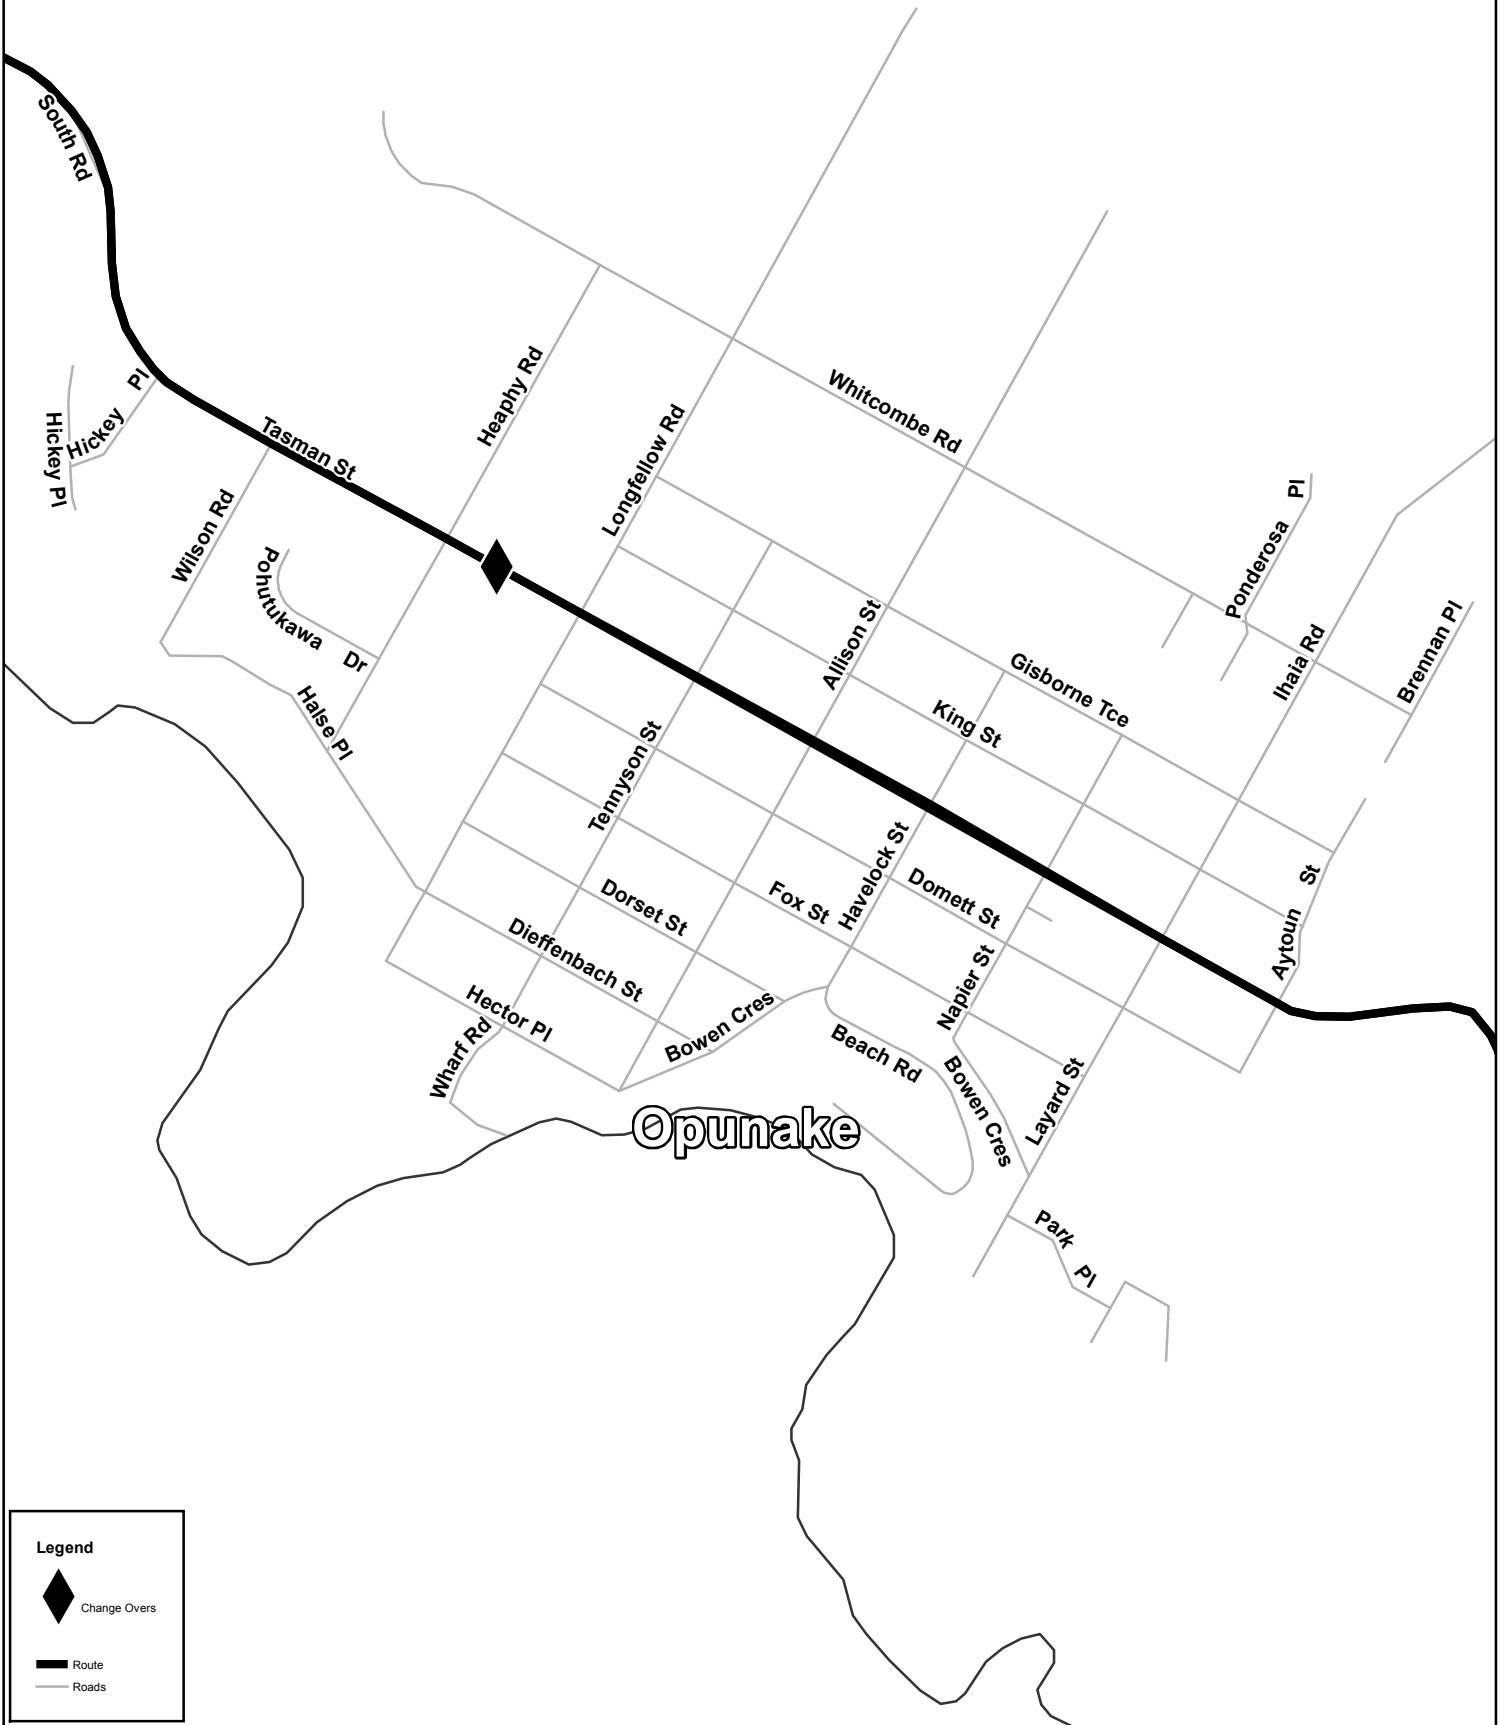 South Rd
Hickey Pl
Hickey Pl
Tasman St
Wilson Rd
Pohutukawa Dr
Halse Pl
Heaphy Rd
Longfellow Rd
Whitcombe Rd
Ponderosa Pl
Ihaia Rd
Brennan Pl
Allison St
Gisborne Tce
King St
Tennyson St
Havelock St
Domett St
Fox St
Dorset St
Dieffenbach St
Hector Pl
Wharf Rd
Bowen Cres
Beach Rd
Napier St
Bowen Cres
Layard St
Aytoun St
Opunake
Park Pl
Legend
Change Overs
Route
Roads